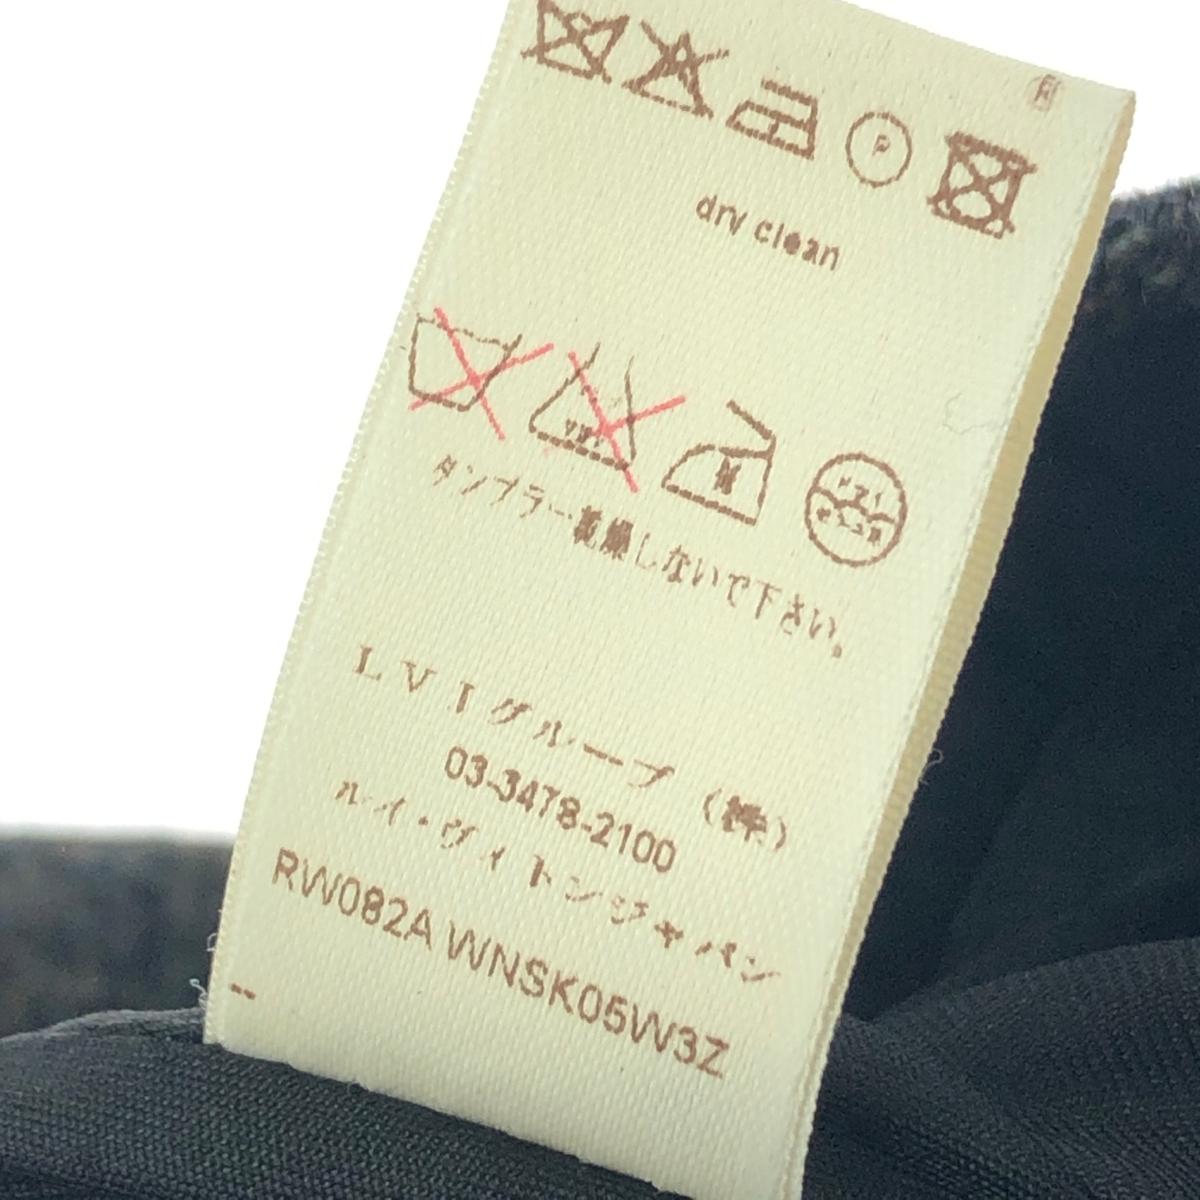 P
dry clean
タンブラー乾燥しないで下さい。
LVJグループ (株)
03-3478-2100
ルイ・ヴィトンジャパン
RW082A WNSK05W3Z
--